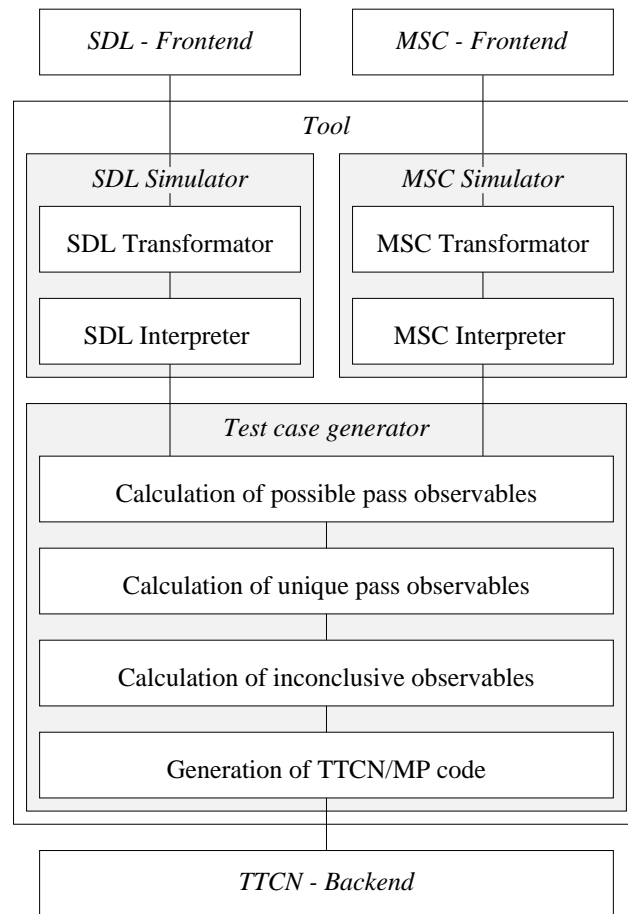 SDL - Frontend
MSC - Frontend
Tool
SDL Simulator
MSC Simulator
SDL Transformator
MSC Transformator
SDL Interpreter
MSC Interpreter
Test case generator
Calculation of possible pass observables
Calculation of unique pass observables
Calculation of inconclusive observables
Generation of TTCN/MP code
TTCN - Backend